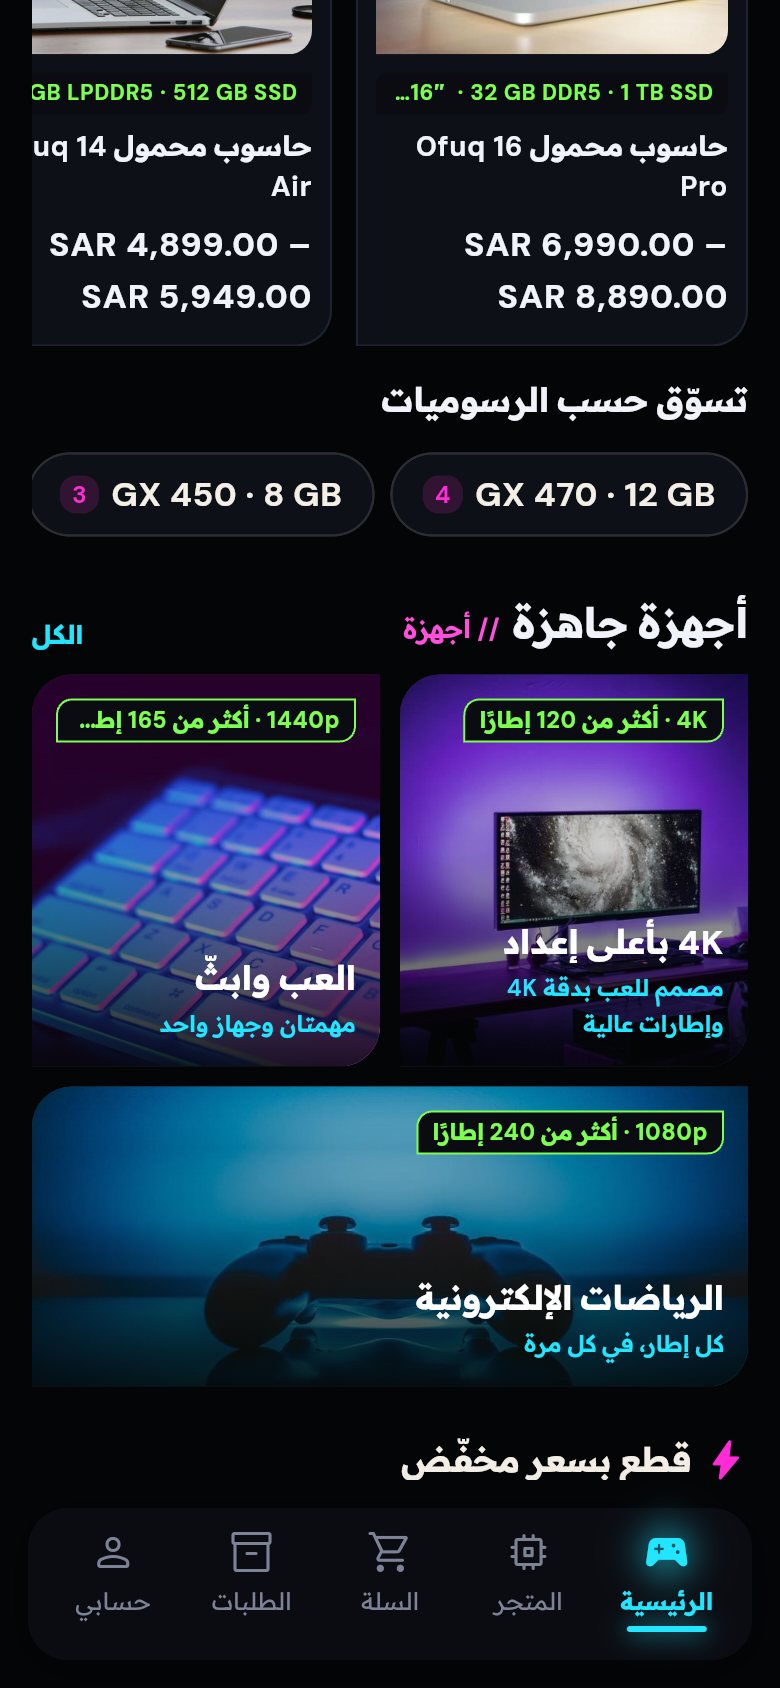 …16″ · 32 GB DDR5 · 1 TB SSD
حاسوب محمول Ofuq 16
Pro
SAR 6,990.00 –
SAR 8,890.00
GB LPDDR5 · 512 GB SSD
حاسوب محمول uq 14
Air
SAR 4,899.00 –
SAR 5,949.00
تسوّق حسب الرسوميات
GX 470 · 12 GB 4
GX 450 · 8 GB 3
أجهزة جاهزة // أجهزة
الكل
4K · أكثر من 120 إطارًا
4K بأعلى إعداد
مصمم للعب بدقة 4K
وإطارات عالية
1440p · أكثر من 165 إط…
العب وابثّ
مهمتان وجهاز واحد
1080p · أكثر من 240 إطارًا
الرياضات الإلكترونية
كل إطار، في كل مرة
قطع بسعر مخفّض
الرئيسية
المتجر
السلة
الطلبات
حسابي